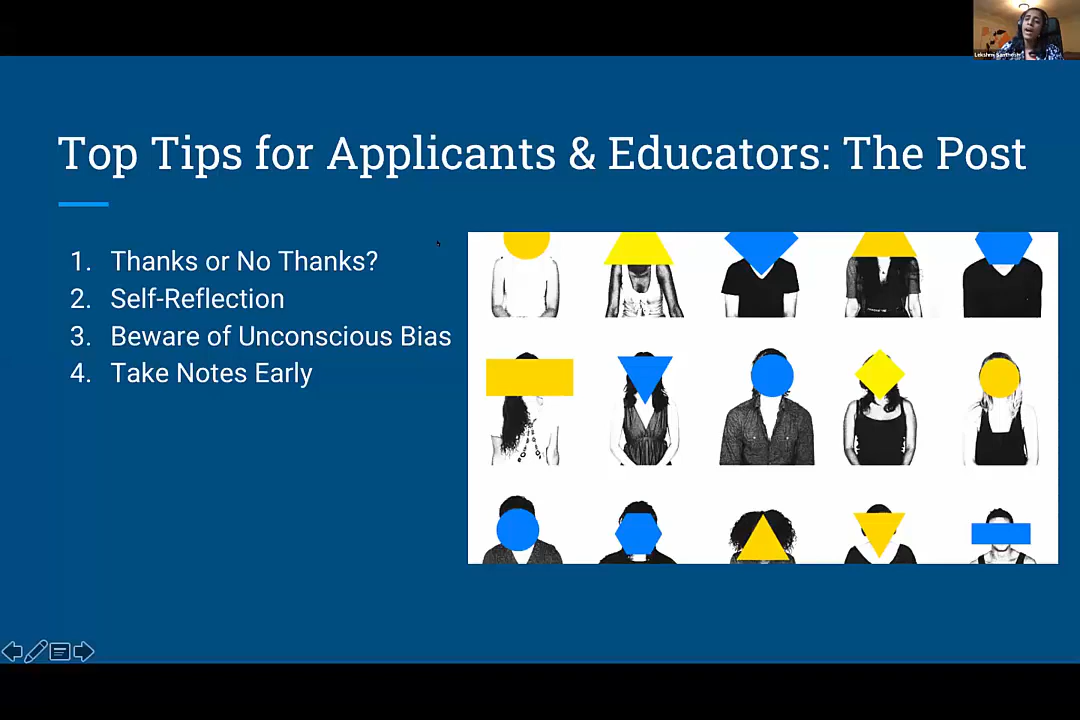 Top Tips for Applicants & Educators: The Post
1. Thanks or No Thanks?
2. Self-Reflection
3. Beware of Unconscious Bias
4. Take Notes Early